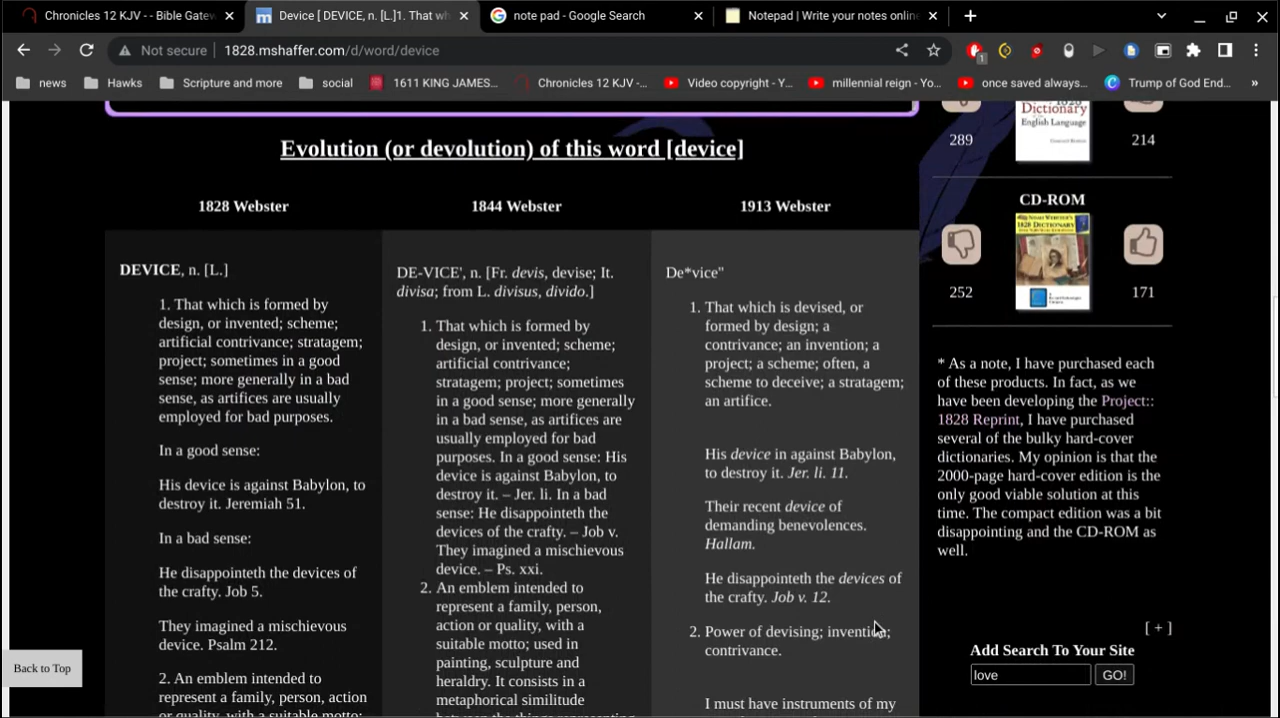 Chronicles 12 KJV - - Bible Gatew
Device [ DEVICE, n. [L.]1. That wh
note pad - Google Search
Notepad | Write your notes online
Not secure
1828.mshaffer.com/d/word/device
1
news
Hawks
Scripture and more
social
1611 KING JAMES...
Chronicles 12 KJV -...
Video copyright - Y...
millennial reign - Yo...
once saved always...
Trump of God End...
»
Evolution (or devolution) of this word [device]
1828 Webster
1844 Webster
1913 Webster
DEVICE, n. [L.]
1. That which is formed by
design, or invented; scheme;
artificial contrivance; stratagem;
project; sometimes in a good
sense; more generally in a bad
sense, as artifices are usually
employed for bad purposes.
In a good sense:
His device is against Babylon, to
destroy it. Jeremiah 51.
In a bad sense:
He disappointeth the devices of
the crafty. Job 5.
They imagined a mischievous
device. Psalm 212.
2. An emblem intended to
represent a family, person, action
or quality, with a suitable motto;
DE-VICE', n. [Fr. devis, devise; It.
divisa; from L. divisus, divido.]
1. That which is formed by
design, or invented; scheme;
artificial contrivance;
stratagem; project; sometimes
in a good sense; more generally
in a bad sense, as artifices are
usually employed for bad
purposes. In a good sense: His
device is against Babylon, to
destroy it. – Jer. li. In a bad
sense: He disappointeth the
devices of the crafty. – Job v.
They imagined a mischievous
device. – Ps. xxi.
2. An emblem intended to
represent a family, person,
action or quality, with a
suitable motto; used in
painting, sculpture and
heraldry. It consists in a
metaphorical similitude
between the things representing
De*vice"
1. That which is devised, or
formed by design; a
contrivance; an invention; a
project; a scheme; often, a
scheme to deceive; a stratagem;
an artifice.
His device in against Babylon,
to destroy it. Jer. li. 11.
Their recent device of
demanding benevolences.
Hallam.
He disappointeth the devices of
the crafty. Job v. 12.
2. Power of devising; invention;
contrivance.
I must have instruments of my
Dictionary
English Language
289
214
CD-ROM
252
171
* As a note, I have purchased each
of these products. In fact, as we
have been developing the Project::
1828 Reprint, I have purchased
several of the bulky hard-cover
dictionaries. My opinion is that the
2000-page hard-cover edition is the
only good viable solution at this
time. The compact edition was a bit
disappointing and the CD-ROM as
well.
[ + ]
Add Search To Your Site
love
GO!
Back to Top